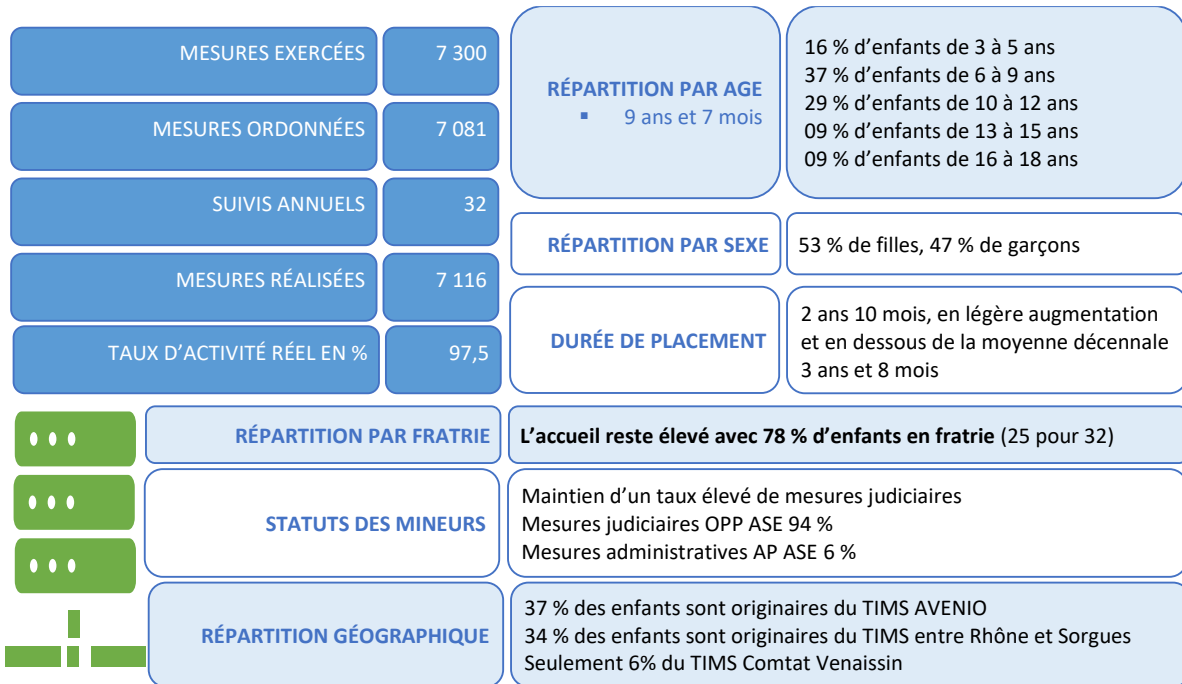 MESURES EXERCÉES 7 300
MESURES ORDONNÉES 7 081
SUIVIS ANNUELS 32
MESURES RÉALISÉES 7 116
TAUX D’ACTIVITÉ RÉEL EN % 97,5
RÉPARTITION PAR AGE
▪ 9 ans et 7 mois
16 % d’enfants de 3 à 5 ans
37 % d’enfants de 6 à 9 ans
29 % d’enfants de 10 à 12 ans
09 % d’enfants de 13 à 15 ans
09 % d’enfants de 16 à 18 ans
RÉPARTITION PAR SEXE
53 % de filles, 47 % de garçons
DURÉE DE PLACEMENT
2 ans 10 mois, en légère augmentation
et en dessous de la moyenne décennale
3 ans et 8 mois
RÉPARTITION PAR FRATRIE
L’accueil reste élevé avec 78 % d’enfants en fratrie (25 pour 32)
STATUTS DES MINEURS
Maintien d’un taux élevé de mesures judiciaires
Mesures judiciaires OPP ASE 94 %
Mesures administratives AP ASE 6 %
RÉPARTITION GÉOGRAPHIQUE
37 % des enfants sont originaires du TIMS AVENIO
34 % des enfants sont originaires du TIMS entre Rhône et Sorgues
Seulement 6% du TIMS Comtat Venaissin